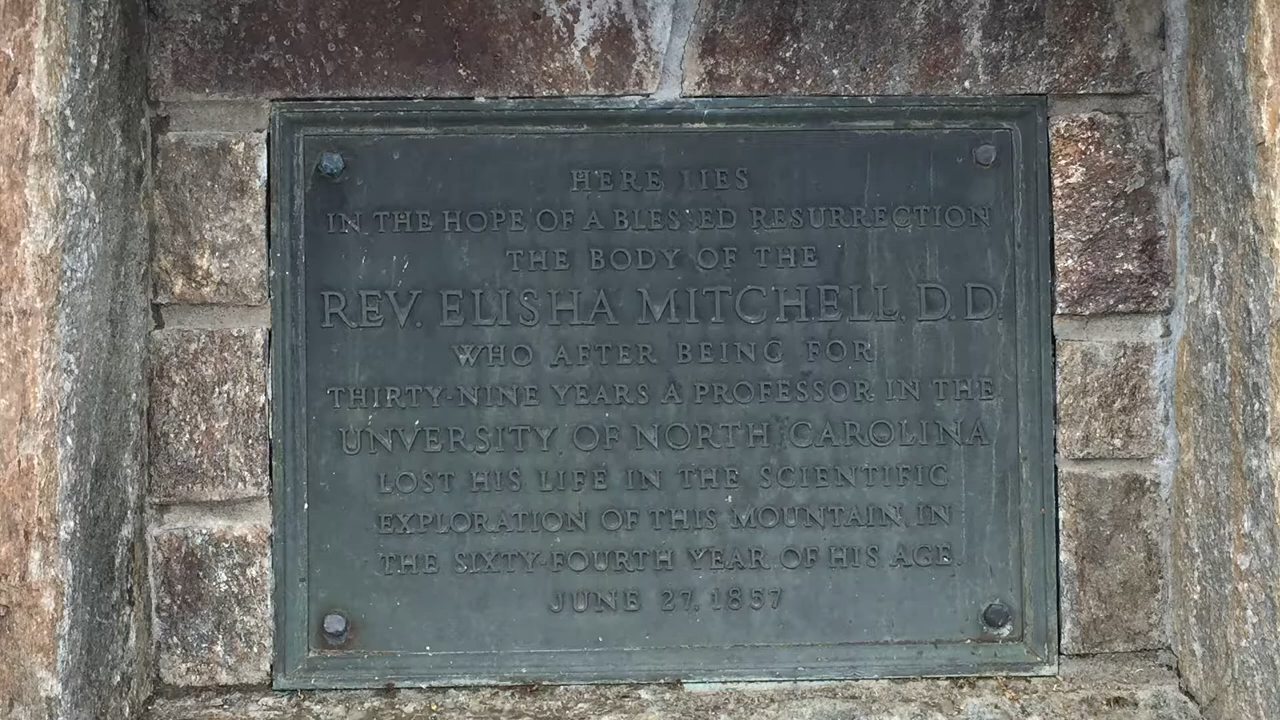 HERE LIES
IN THE HOPE OF A BLESSED RESURRECTION
THE BODY OF THE
REV. ELISHA MITCHELL, D.D.
WHO AFTER BEING FOR
THIRTY-NINE YEARS A PROFESSOR IN THE
UNVERSITY OF NORTH CAROLINA
LOST HIS LIFE IN THE SCIENTIFIC
EXPLORATION OF THIS MOUNTAIN, IN
THE SIXTY-FOURTH YEAR OF HIS AGE.
JUNE 27, 1857